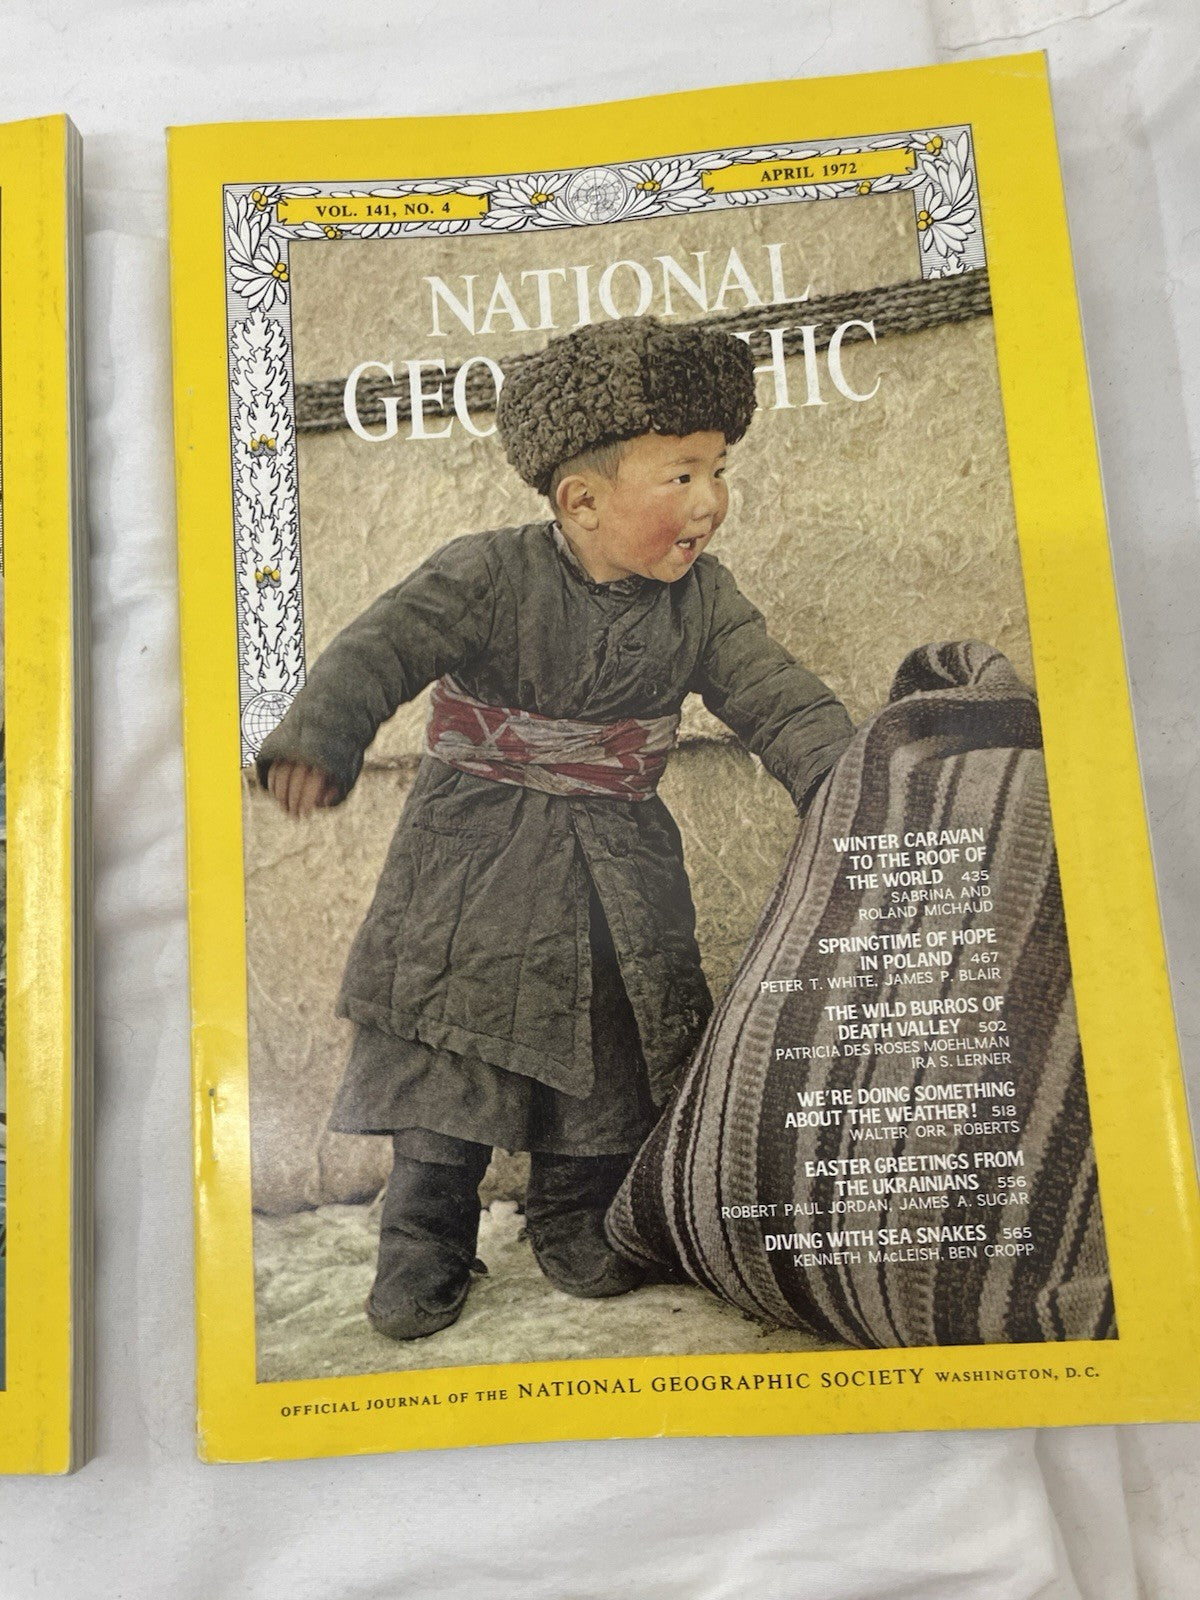 VOL. 141, NO. 4
APRIL 1972
NATIONAL
GEO HIC
WINTER CARAVAN
TO THE ROOF OF
THE WORLD 435
SABRINA AND
ROLAND MICHAUD
SPRINGTIME OF HOPE
IN POLAND 467
PETER T. WHITE, JAMES P. BLAIR
THE WILD BURROS OF
DEATH VALLEY 502
PATRICIA DES ROSES MOEHLMAN
IRA S. LERNER
WE'RE DOING SOMETHING
ABOUT THE WEATHER! 518
WALTER ORR ROBERTS
EASTER GREETINGS FROM
THE UKRAINIANS 556
ROBERT PAUL JORDAN, JAMES A. SUGAR
DIVING WITH SEA SNAKES 565
KENNETH MacLEISH, BEN CROPP
OFFICIAL JOURNAL OF THE NATIONAL GEOGRAPHIC SOCIETY WASHINGTON, D.C.